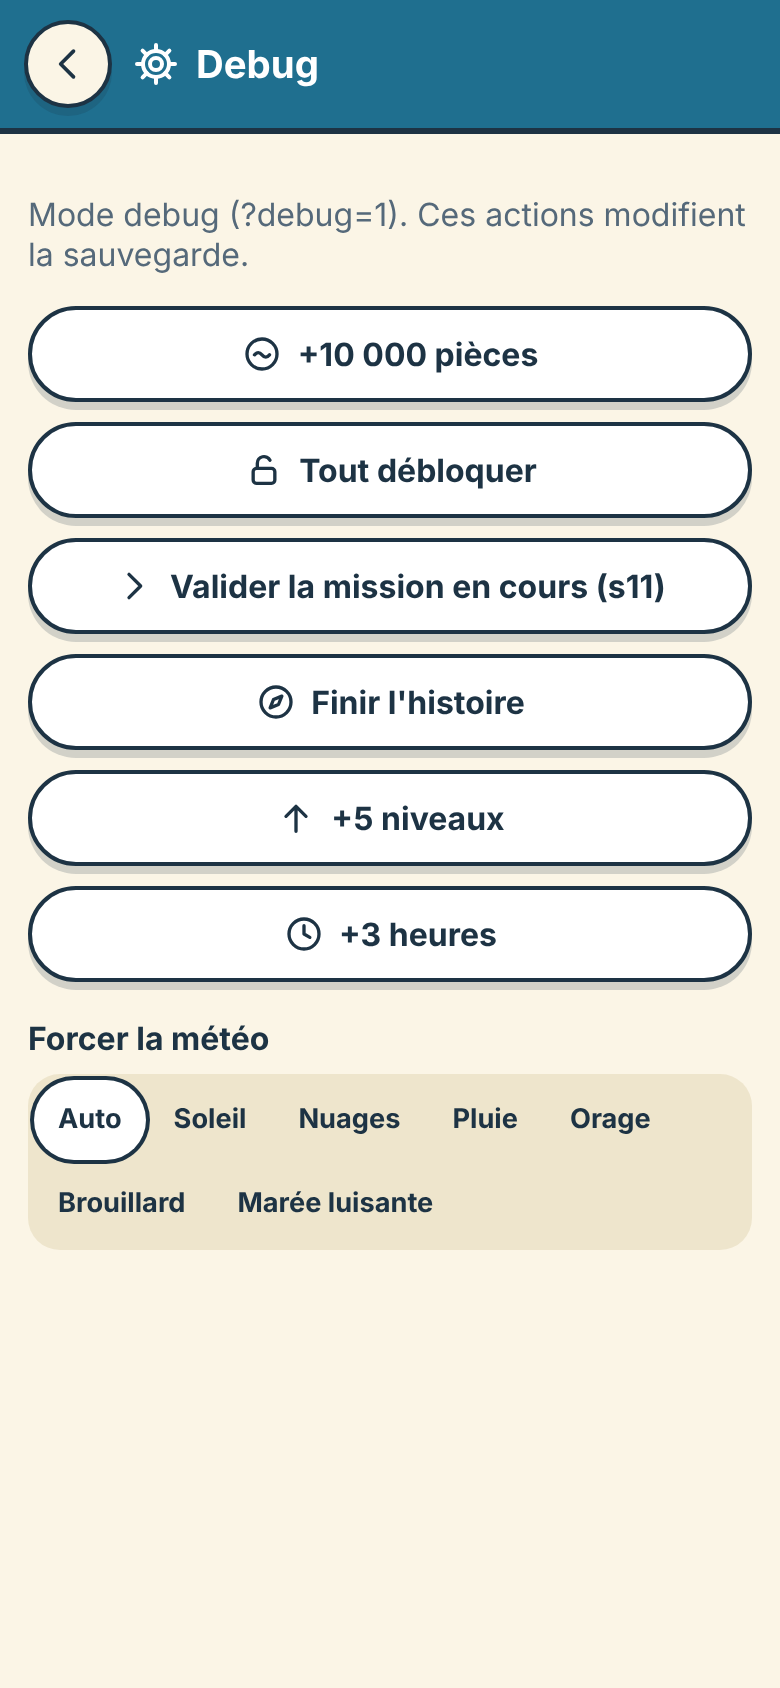 Debug
Mode debug (?debug=1). Ces actions modifient
la sauvegarde.
+10 000 pièces
Tout débloquer
Valider la mission en cours (s11)
Finir l'histoire
+5 niveaux
+3 heures
Forcer la météo
Auto Soleil Nuages Pluie Orage
Brouillard Marée luisante